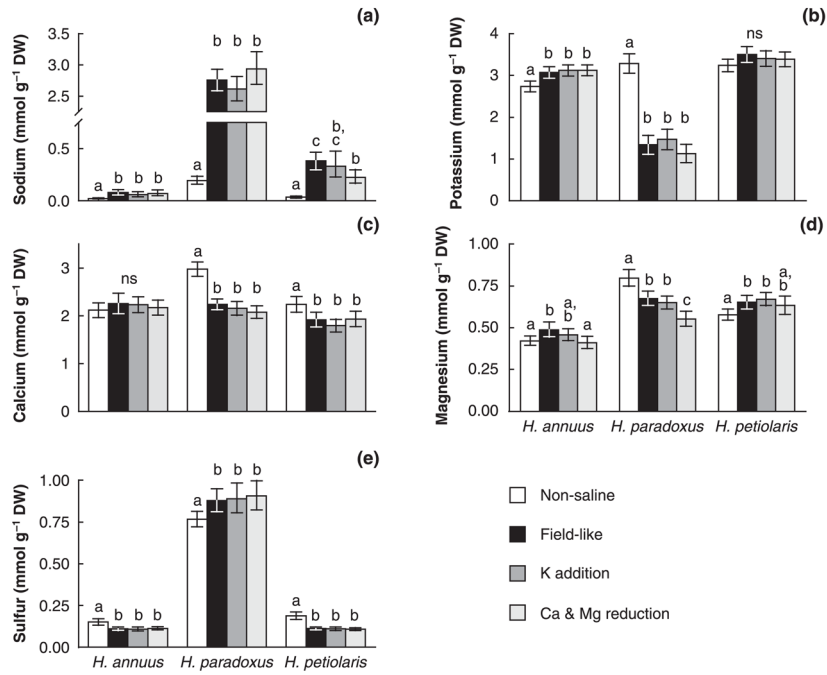 (a)
Sodium (mmol g⁻¹ DW)
3.5
3.0
2.5
0.5
0.0
a b b b
a b b b
a c b, c b
(b)
Potassium (mmol g⁻¹ DW)
4
3
2
1
0
a b b b
a b b b
ns
(c)
Calcium (mmol g⁻¹ DW)
3
2
1
0
ns
a b b b
a b b b
(d)
Magnesium (mmol g⁻¹ DW)
1.00
0.75
0.50
0.25
0.00
a b a, b a
a b b c
a b b a, b
H. annuus H. paradoxus H. petiolaris
(e)
Sulfur (mmol g⁻¹ DW)
1.00
0.75
0.50
0.25
0.00
a b b b
a b b b
a b b b
H. annuus H. paradoxus H. petiolaris
Non-saline
Field-like
K addition
Ca & Mg reduction